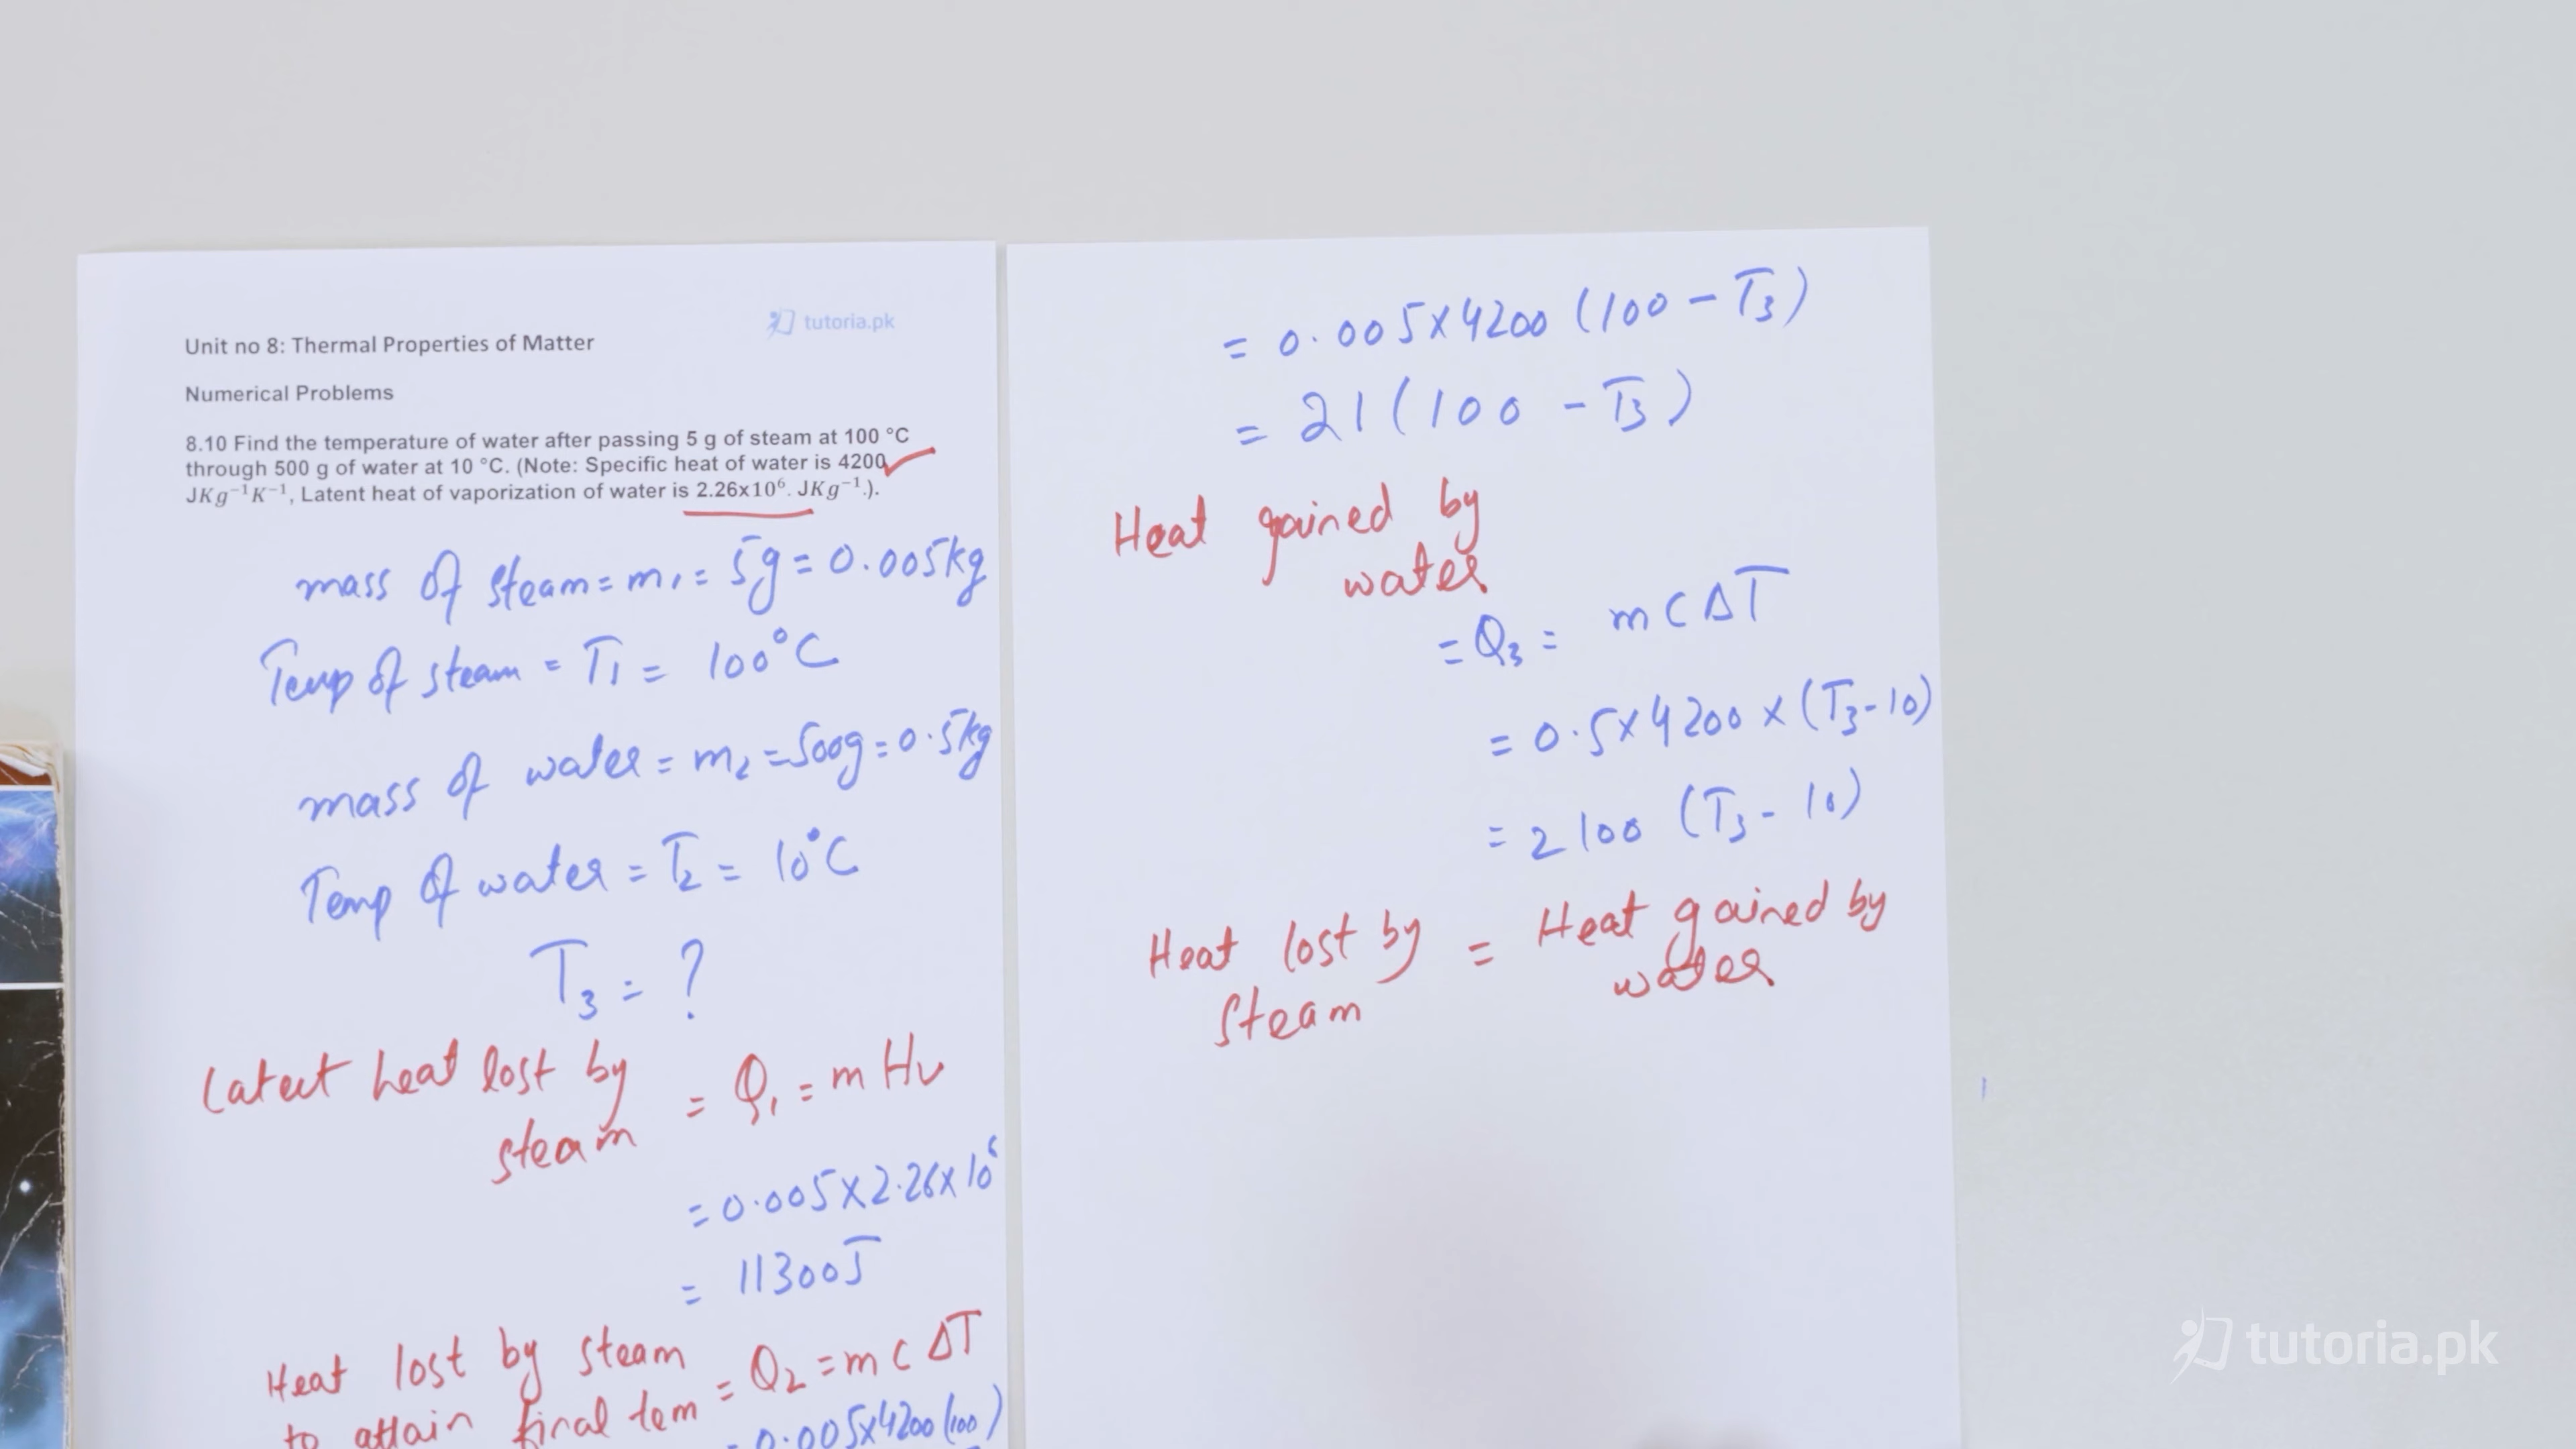 tutoria.pk
Unit no 8: Thermal Properties of Matter
Numerical Problems
8.10 Find the temperature of water after passing 5 g of steam at 100 °C
through 500 g of water at 10 °C. (Note: Specific heat of water is 4200
JKg⁻¹K⁻¹, Latent heat of vaporization of water is 2.26x10⁶. JKg⁻¹.).
mass of steam = m₁ = 5g = 0.005kg
Temp of steam = T₁ = 100°C
mass of water = m₂ = 500g = 0.5kg
Temp of water = T₂ = 10°C
T₃ = ?
Latent heat lost by
steam = Q₁ = m Hv
= 0.005 x 2.26 x 10⁶
= 11300J
Heat lost by steam
to attain final tem = Q₂ = m c ΔT
= 0.005x4200 (100 )
= 0.005 x 4200 (100 - T₃)
= 21 (100 - T₃)
Heat gained by
water
= Q₃ = m C ΔT
= 0.5 x 4200 x (T₃ - 10)
= 2100 (T₃ - 10)
Heat lost by = Heat gained by
steam water
tutoria.pk